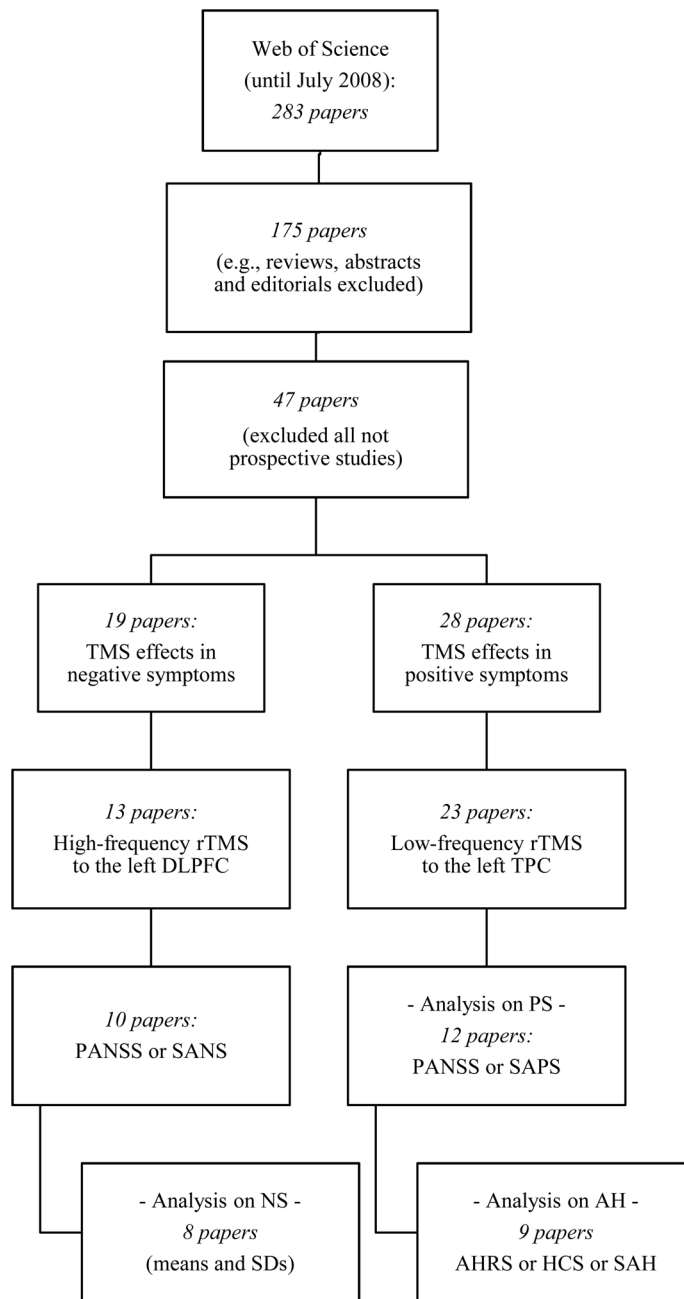 Web of Science
(until July 2008):
283 papers
175 papers
(e.g., reviews, abstracts
and editorials excluded)
47 papers
(excluded all not
prospective studies)
19 papers:
TMS effects in
negative symptoms
28 papers:
TMS effects in
positive symptoms
13 papers:
High-frequency rTMS
to the left DLPFC
23 papers:
Low-frequency rTMS
to the left TPC
10 papers:
PANSS or SANS
- Analysis on PS -
12 papers:
PANSS or SAPS
- Analysis on NS -
8 papers
(means and SDs)
- Analysis on AH -
9 papers
AHRS or HCS or SAH